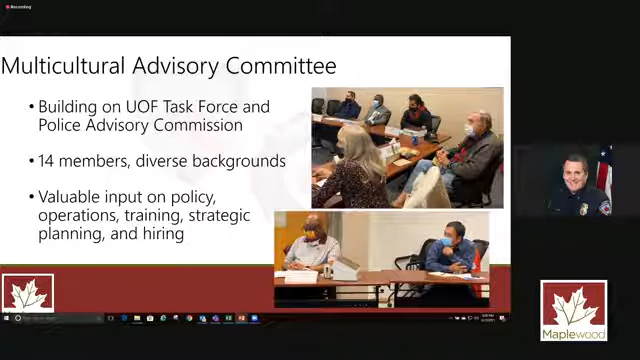 Recording
Multicultural Advisory Committee
• Building on UOF Task Force and
Police Advisory Commission
• 14 members, diverse backgrounds
• Valuable input on policy,
operations, training, strategic
planning, and hiring
Maplewood